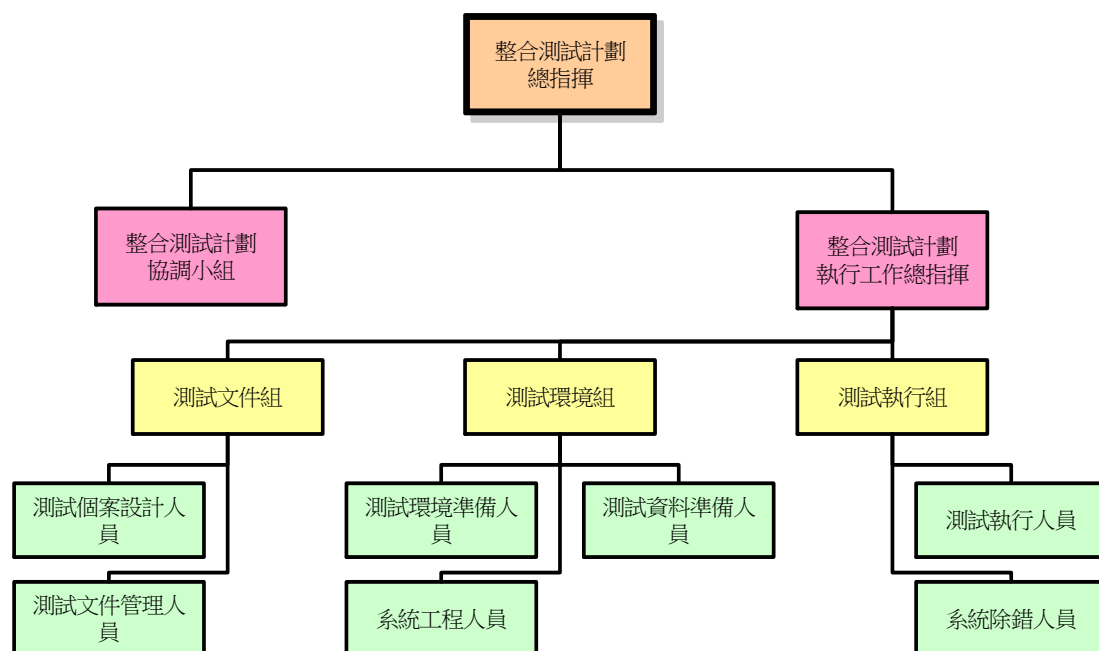 整合測試計劃
總指揮
整合測試計劃
協調小組
整合測試計劃
執行工作總指揮
測試文件組
測試環境組
測試執行組
測試個案設計人
員
測試環境準備人
員
測試資料準備人
員
測試執行人員
測試文件管理人
員
系統工程人員
系統除錯人員